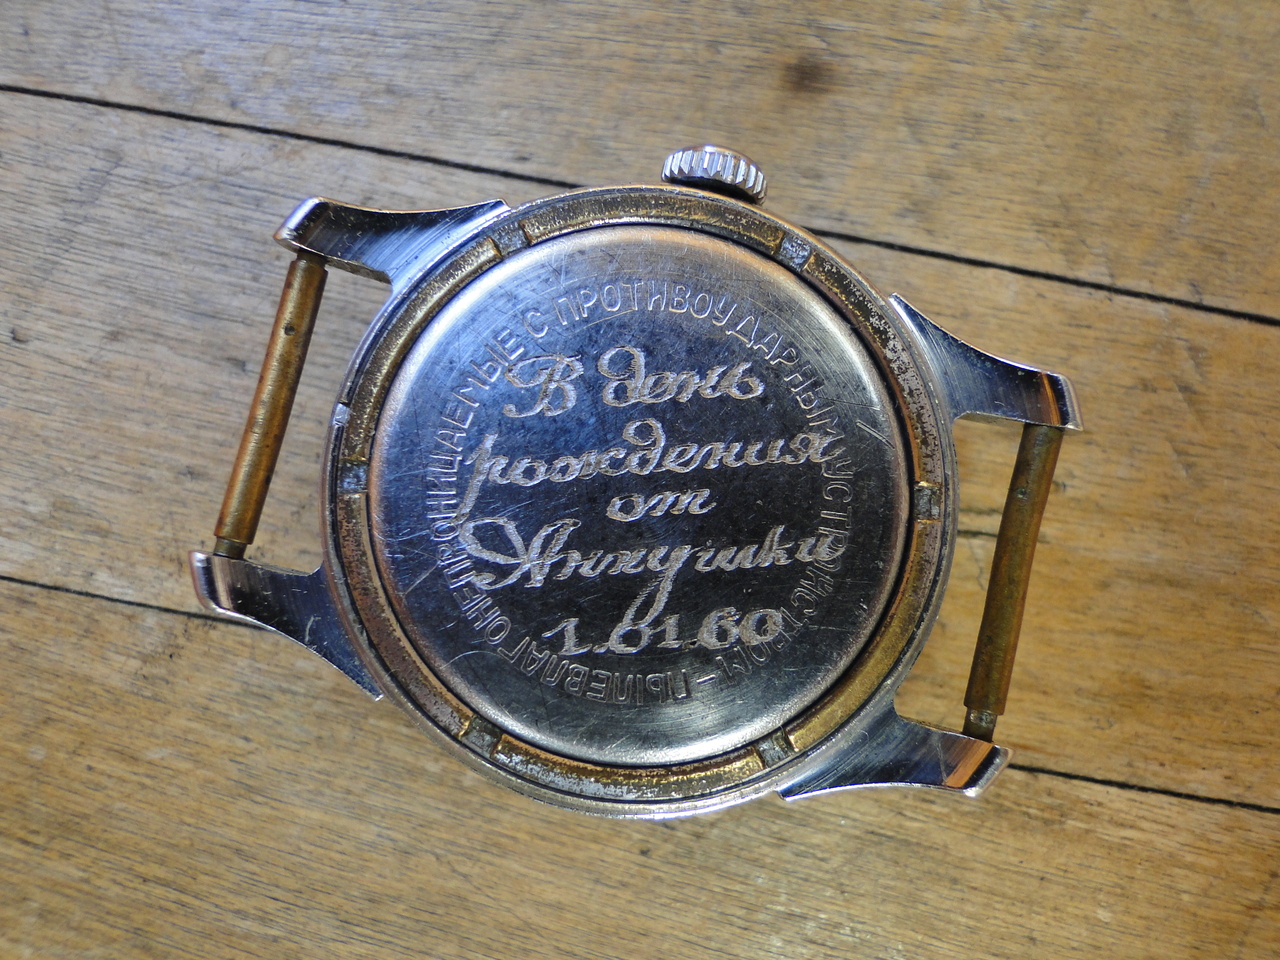 ПЫЛЕВЛАГОНЕПРОНИЦАЕМЫЕ С ПРОТИВОУДАРНЫМ УСТРОЙСТВОМ –
В день
рождения
от
Аннушки
1.01.60